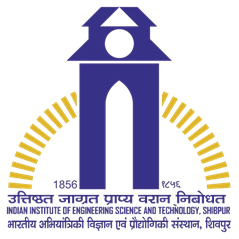 1856 १८५६
उत्तिष्ठत जाग्रत प्राप्य वरान निबोधत
INDIAN INSTITUTE OF ENGINEERING SCIENCE AND TECHNOLOGY, SHIBPUR
भारतीय अभियांत्रिकी विज्ञान एवं प्रौद्योगिकी संस्थान, शिवपुर